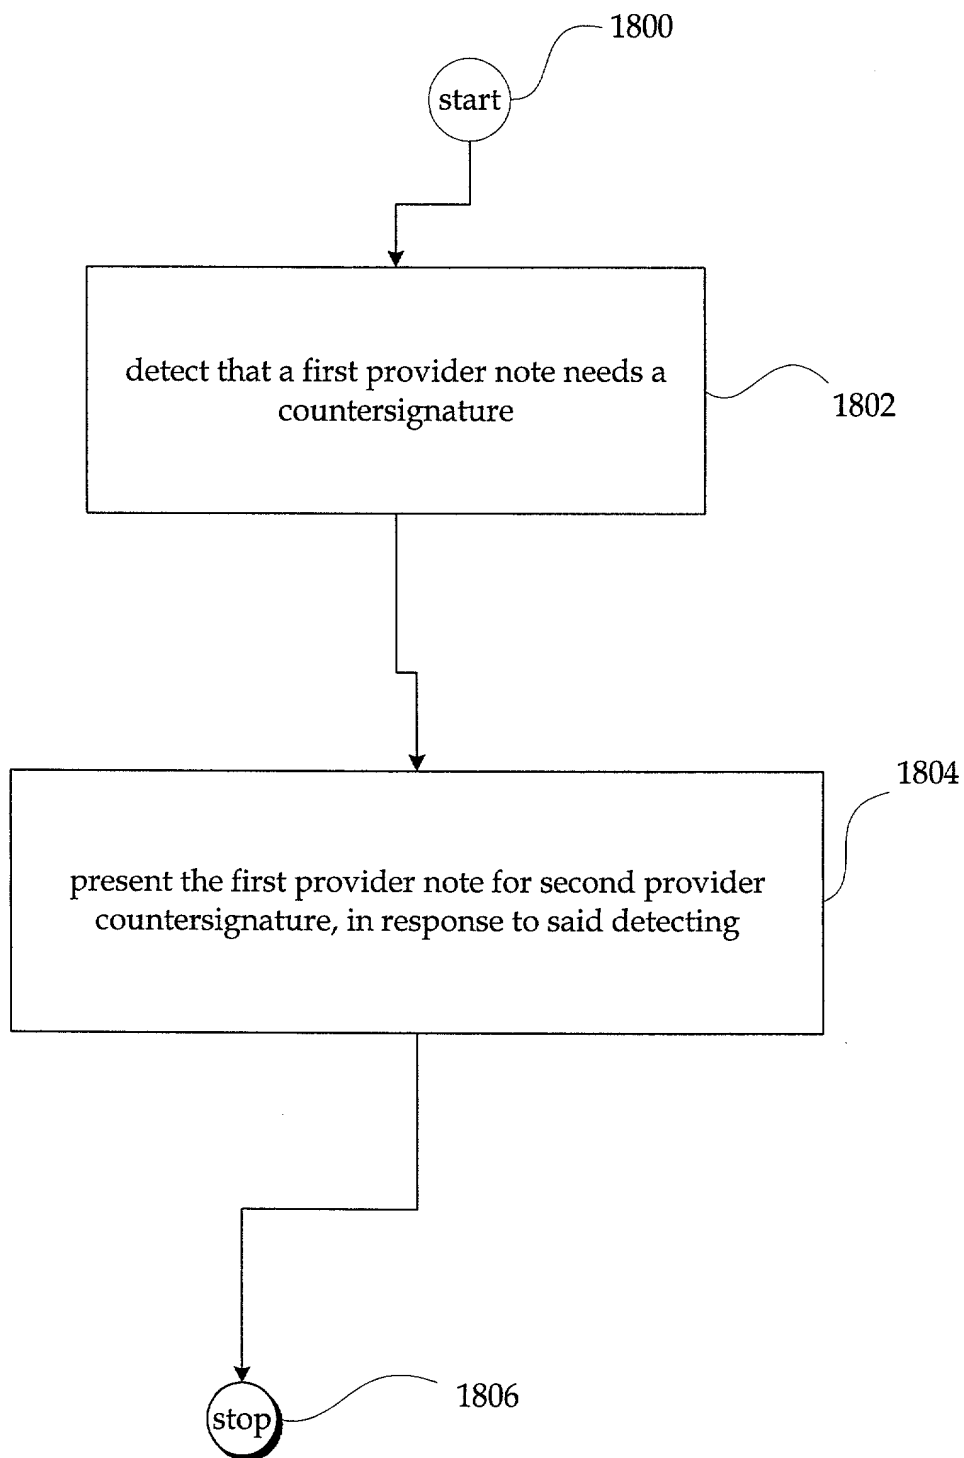 1800
start
detect that a first provider note needs a
countersignature
1802
1804
present the first provider note for second provider
countersignature, in response to said detecting
1806
stop